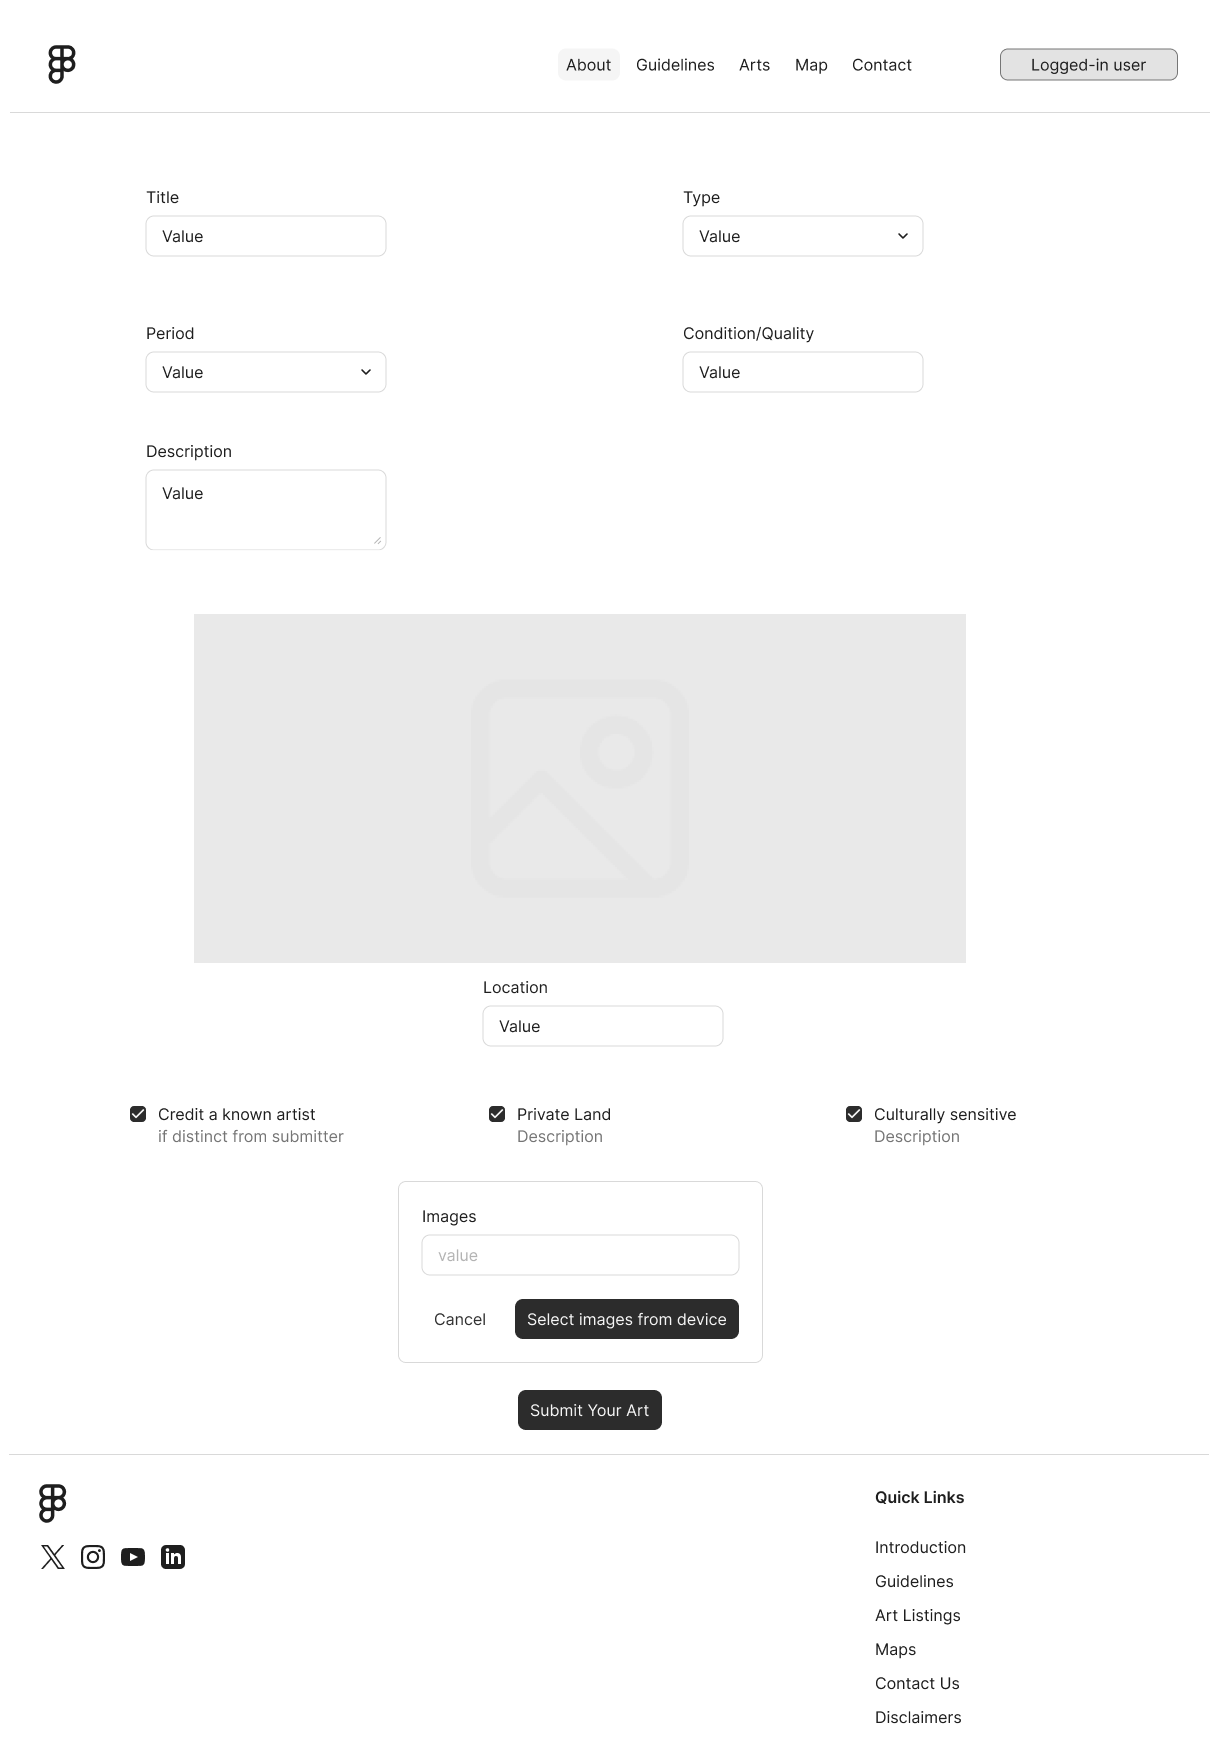 About
Guidelines
Arts
Map
Contact
Logged-in user
Title
Value
Type
Value
Period
Value
Condition/Quality
Value
Description
Value
Location
Value
Credit a known artist
if distinct from submitter
Private Land
Description
Culturally sensitive
Description
Images
value
Cancel
Select images from device
Submit Your Art
Quick Links
Introduction
Guidelines
Art Listings
Maps
Contact Us
Disclaimers